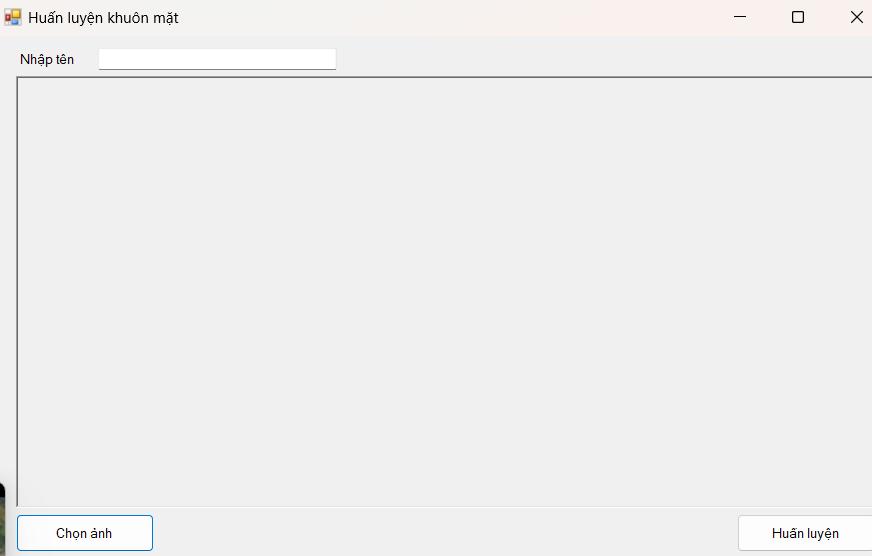 Huấn luyện khuôn mặt
Nhập tên
Chọn ảnh
Huấn luyện